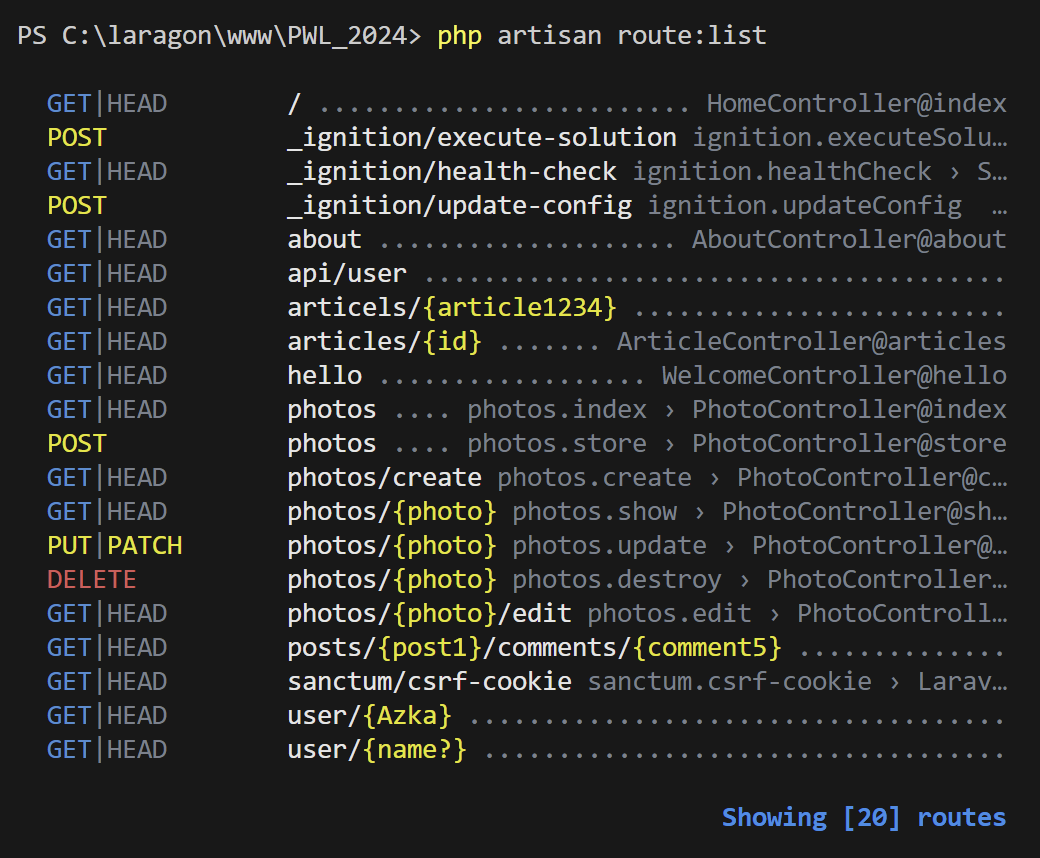 PS C:\laragon\www\PWL_2024> php artisan route:list
GET|HEAD / ......................... HomeController@index
POST _ignition/execute-solution ignition.executeSolu…
GET|HEAD _ignition/health-check ignition.healthCheck › S…
POST _ignition/update-config ignition.updateConfig …
GET|HEAD about .................... AboutController@about
GET|HEAD api/user .......................................
GET|HEAD articels/{article1234} .........................
GET|HEAD articles/{id} ....... ArticleController@articles
GET|HEAD hello .................. WelcomeController@hello
GET|HEAD photos .... photos.index › PhotoController@index
POST photos .... photos.store › PhotoController@store
GET|HEAD photos/create photos.create › PhotoController@c…
GET|HEAD photos/{photo} photos.show › PhotoController@sh…
PUT|PATCH photos/{photo} photos.update › PhotoController@…
DELETE photos/{photo} photos.destroy › PhotoController…
GET|HEAD photos/{photo}/edit photos.edit › PhotoControll…
GET|HEAD posts/{post1}/comments/{comment5} ..............
GET|HEAD sanctum/csrf-cookie sanctum.csrf-cookie › Larav…
GET|HEAD user/{Azka} ....................................
GET|HEAD user/{name?} ...................................
Showing [20] routes